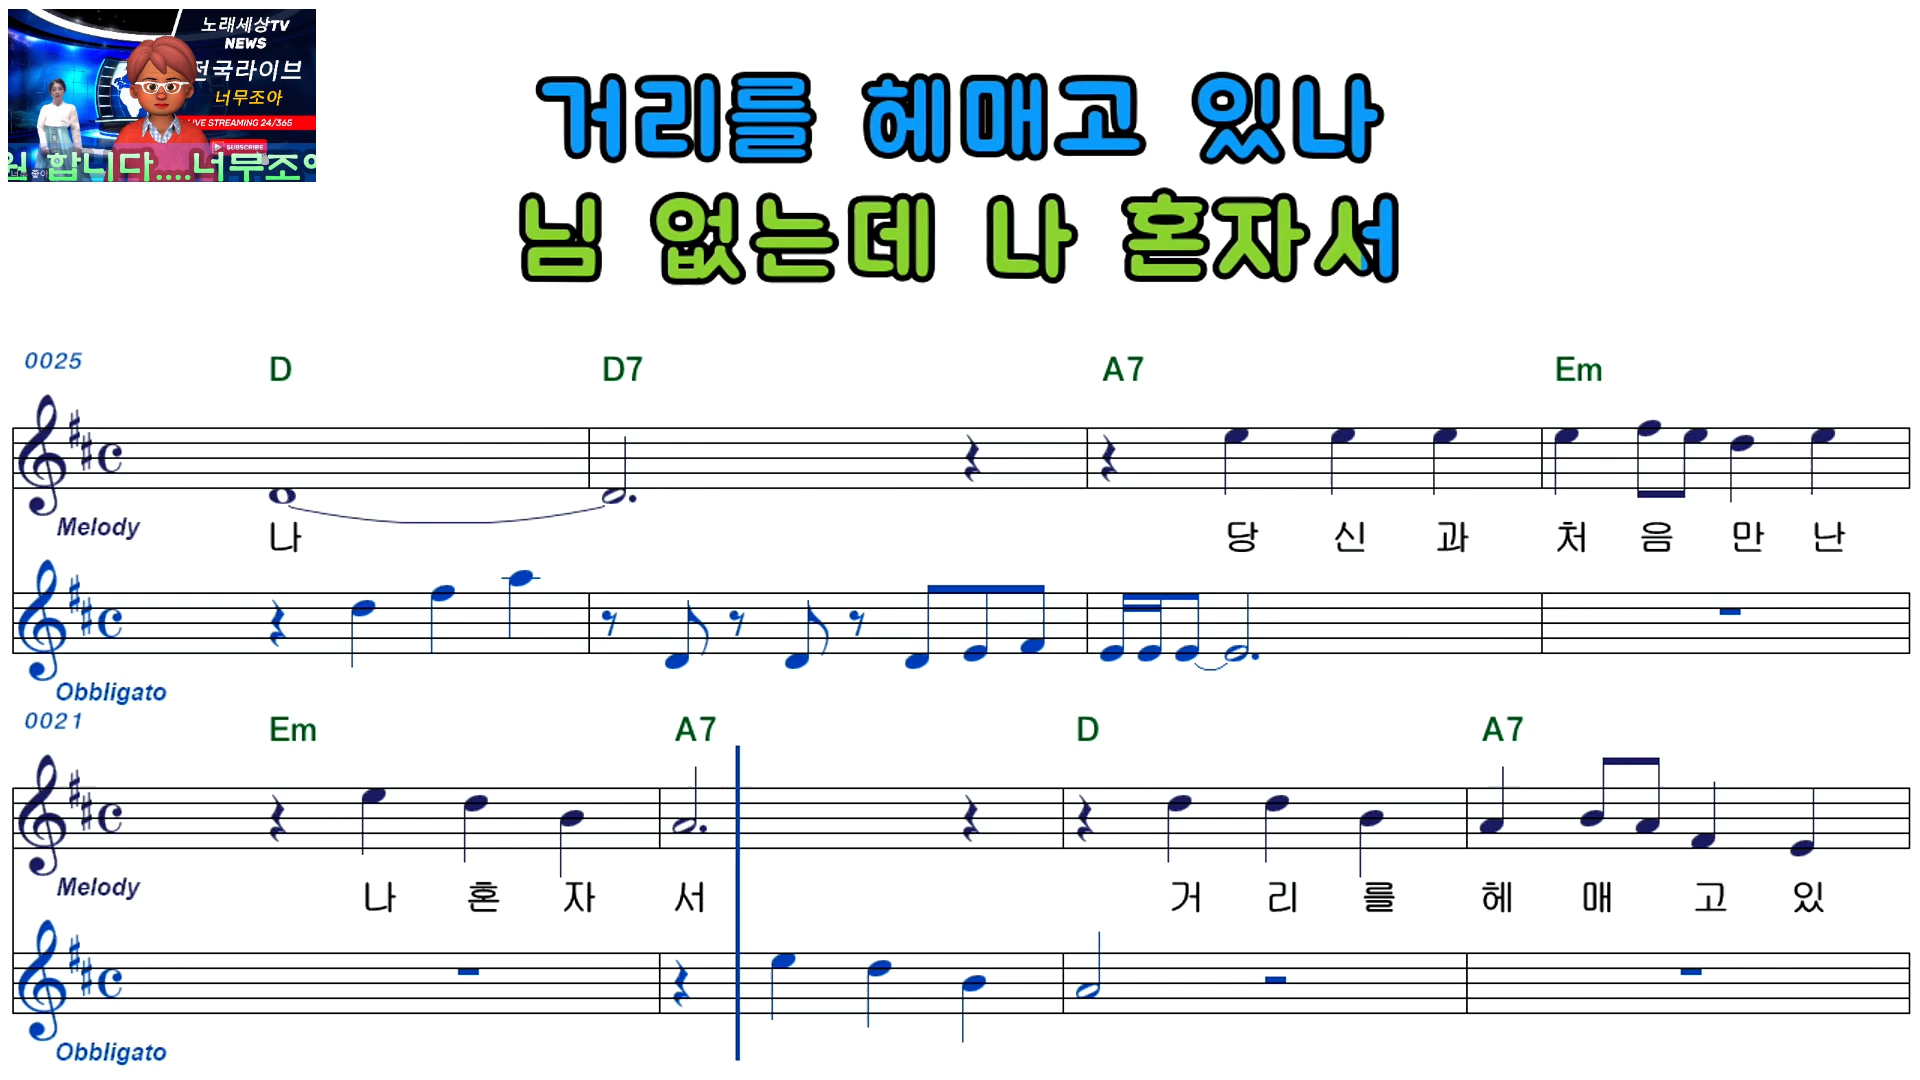 노래세상TV
NEWS
전국라이브
너무조아
LIVE STREAMING 24/365
SUBSCRIBE
원 합니다....너무조아
거리를 헤매고 있나
님 없는데 나 혼자서
0025
D D7 A7 Em
Melody
나 당 신 과 처 음 만 난
Obbligato
0021
Em A7 D A7
Melody
나 혼 자 서 거 리 를 헤 매 고 있
Obbligato